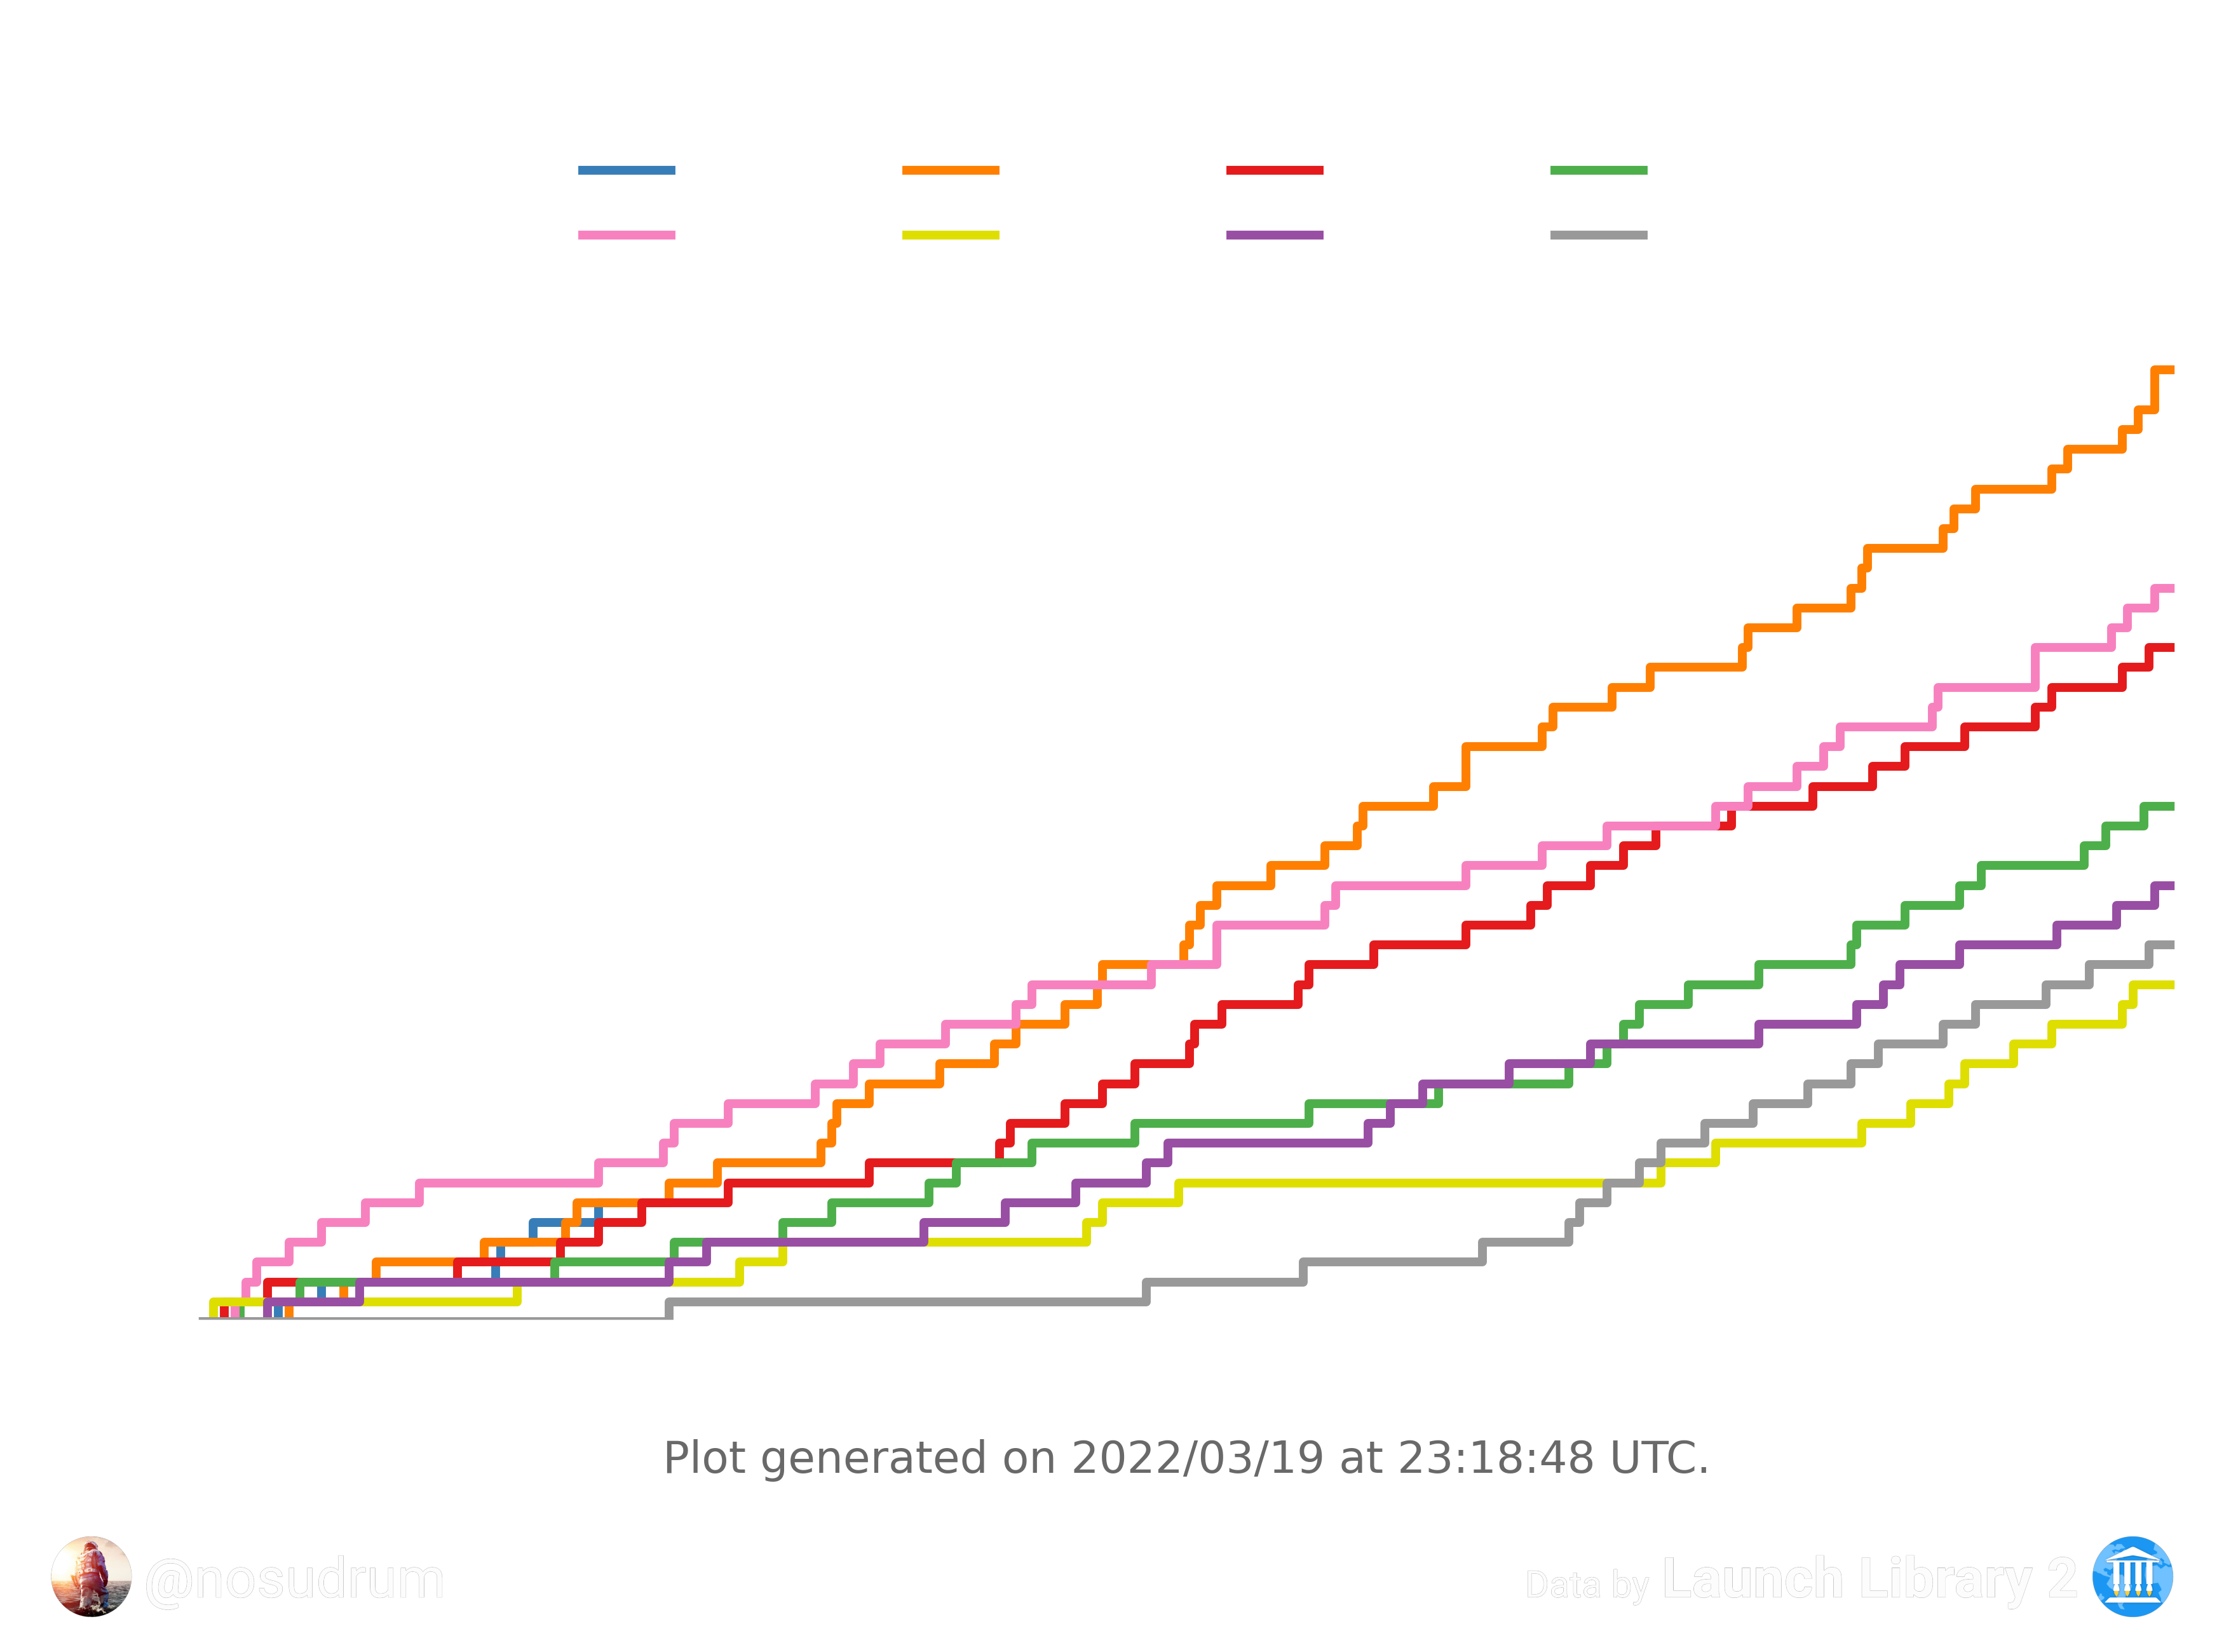 Plot generated on 2022/03/19 at 23:18:48 UTC.
@nosudrum
Data by Launch Library 2